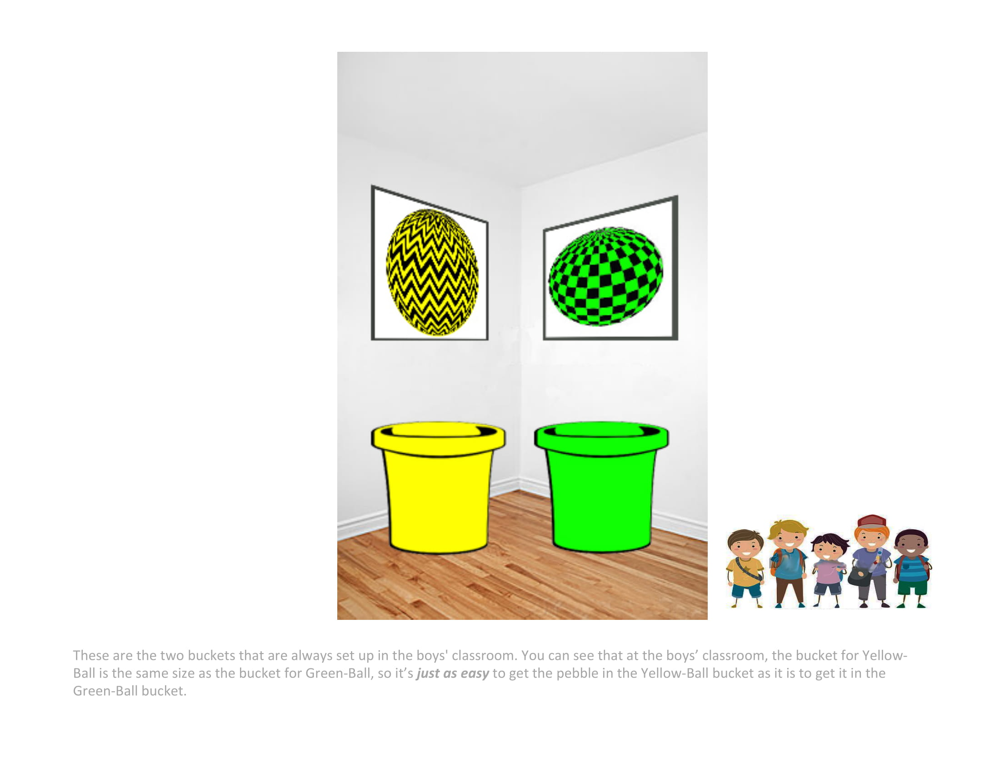 These are the two buckets that are always set up in the boys' classroom. You can see that at the boys’ classroom, the bucket for Yellow-
Ball is the same size as the bucket for Green-Ball, so it’s just as easy to get the pebble in the Yellow-Ball bucket as it is to get it in the
Green-Ball bucket.